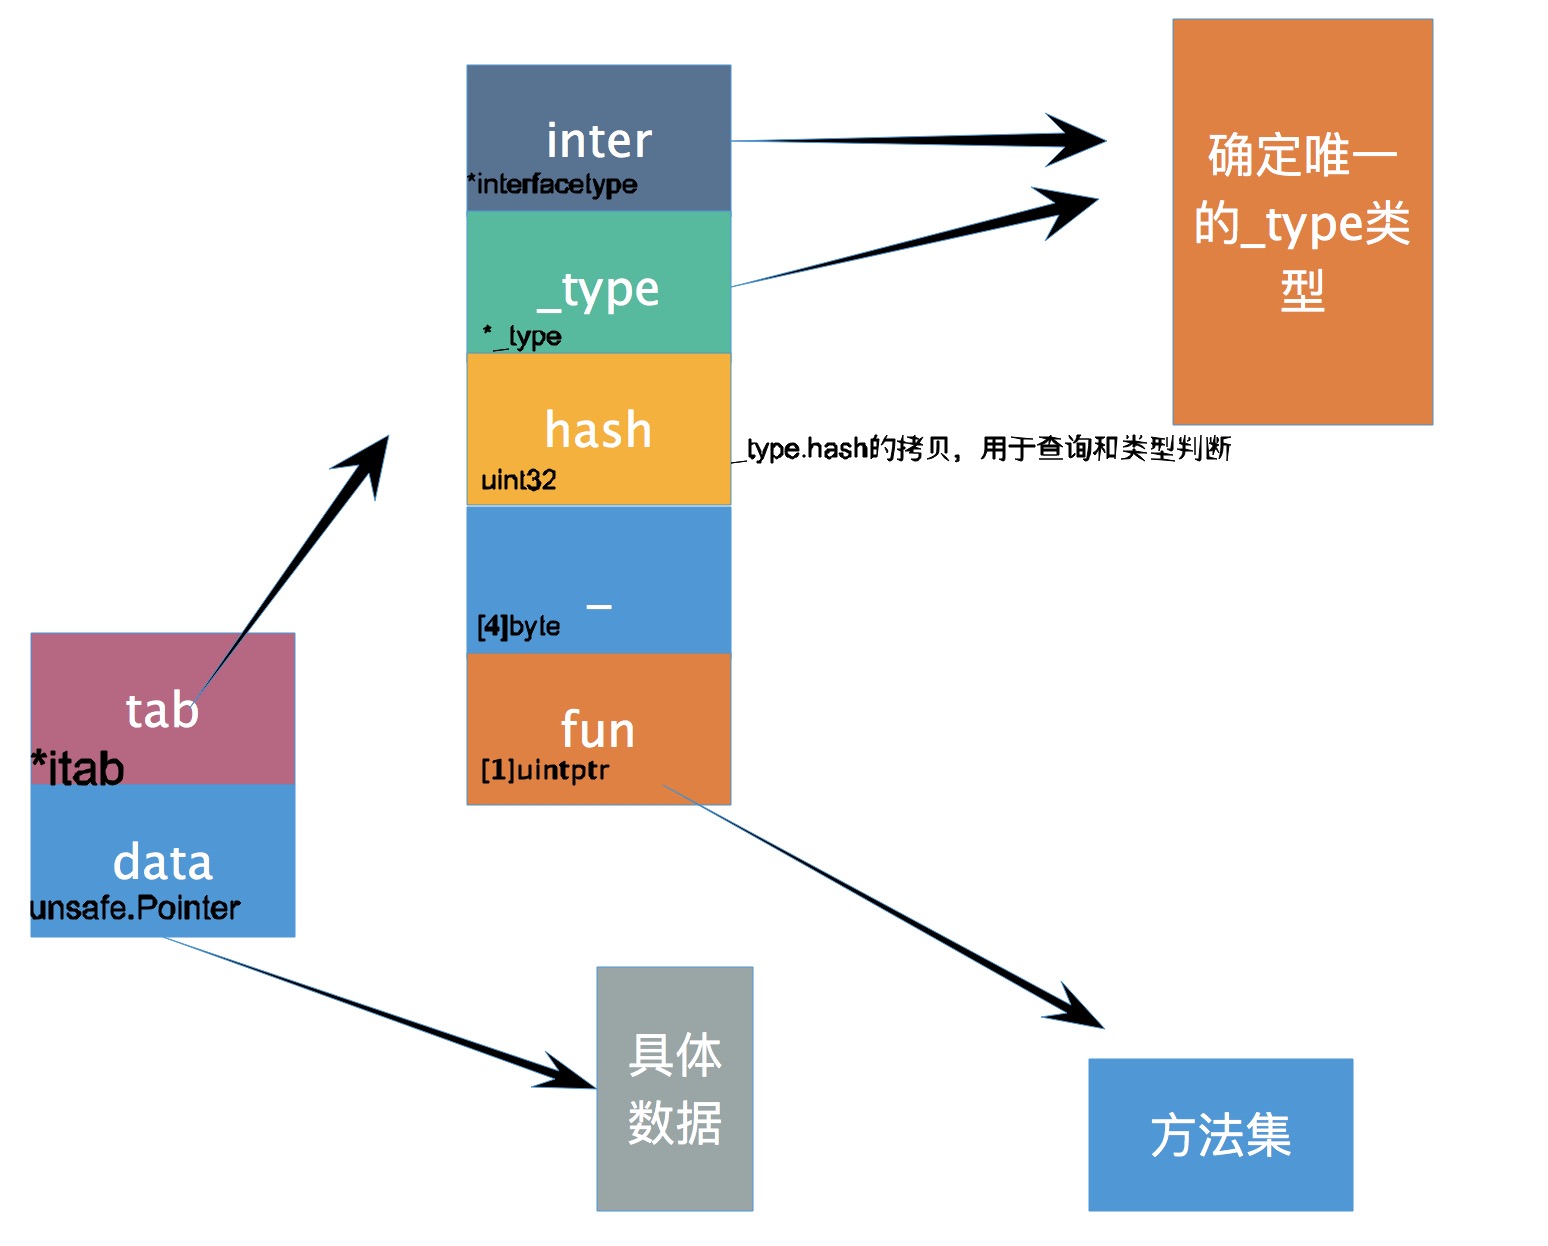 inter
*interfacetype
_type
*_type
hash
uint32
_type.hash的拷贝，用于查询和类型判断
_
[4]byte
fun
[1]uintptr
确定唯一
的_type类
型
tab
*itab
data
unsafe.Pointer
具体
数据
方法集